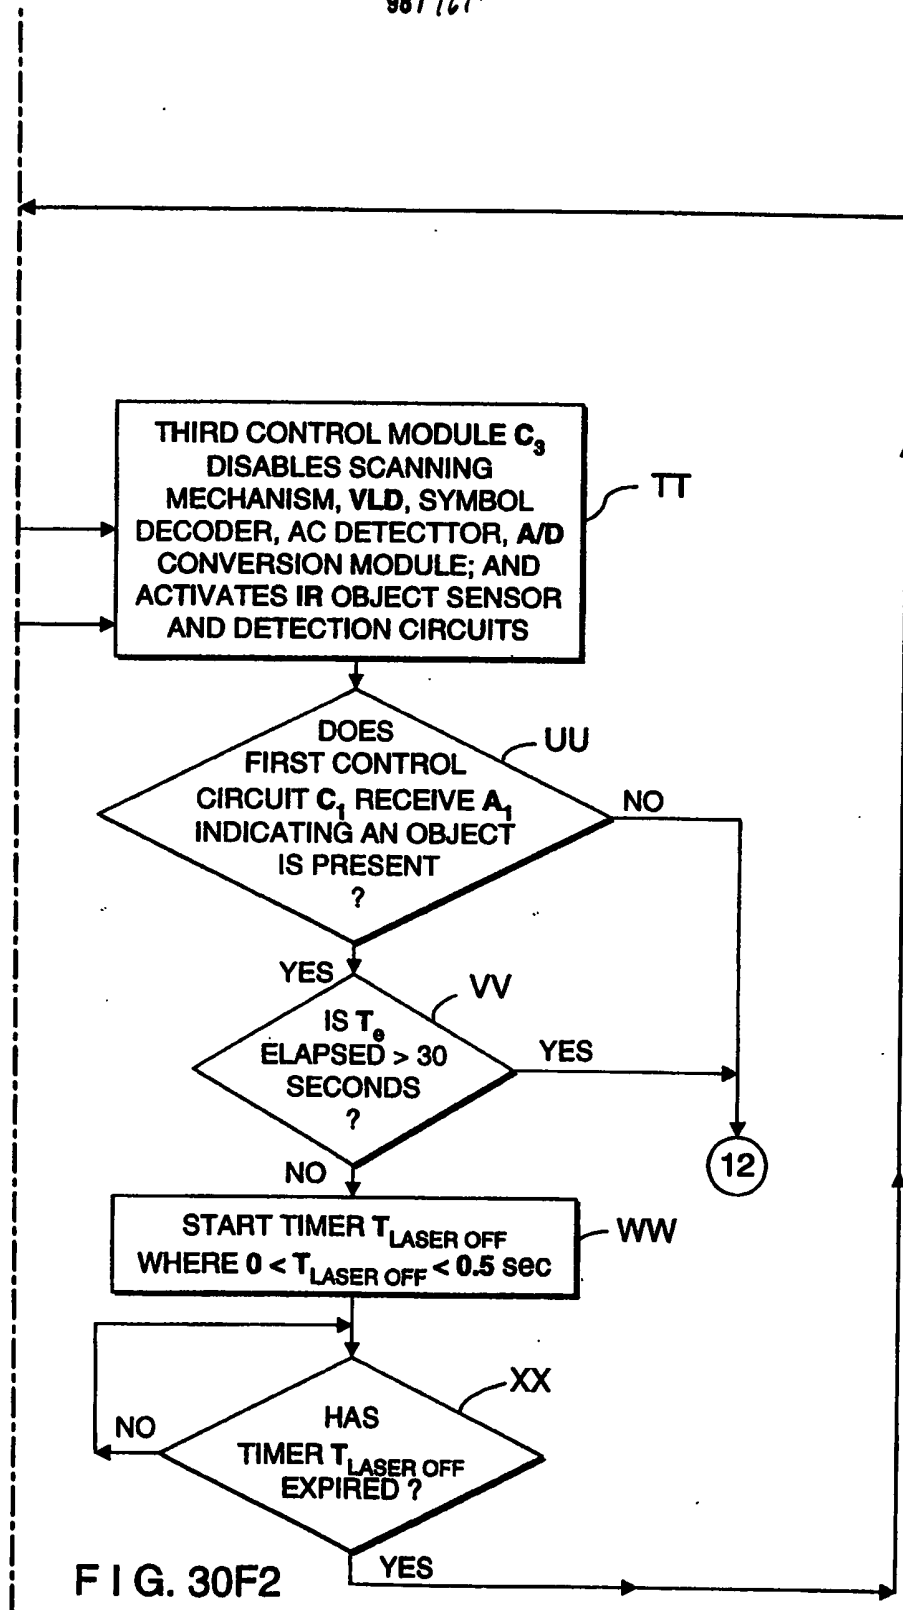 THIRD CONTROL MODULE C3
DISABLES SCANNING
MECHANISM, VLD, SYMBOL
DECODER, AC DETECTTOR, A/D
CONVERSION MODULE; AND
ACTIVATES IR OBJECT SENSOR
AND DETECTION CIRCUITS
TT
DOES
FIRST CONTROL
CIRCUIT C1 RECEIVE A1
INDICATING AN OBJECT
IS PRESENT
?
UU
NO
YES
IS Te
ELAPSED > 30
SECONDS
?
VV
YES
12
NO
START TIMER TLASER OFF
WHERE 0 < TLASER OFF < 0.5 sec
WW
HAS
TIMER TLASER OFF
EXPIRED ?
XX
NO
YES
FIG. 30F2